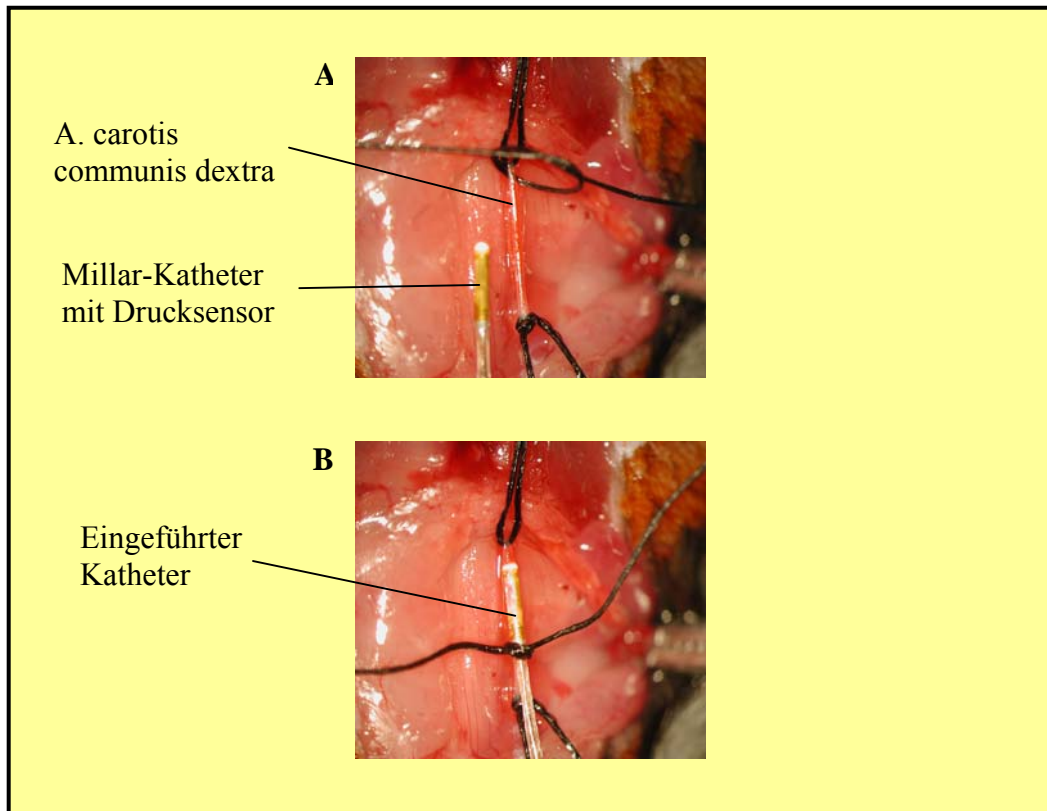 A
A. carotis
communis dextra
Millar-Katheter
mit Drucksensor
B
Eingeführter
Katheter